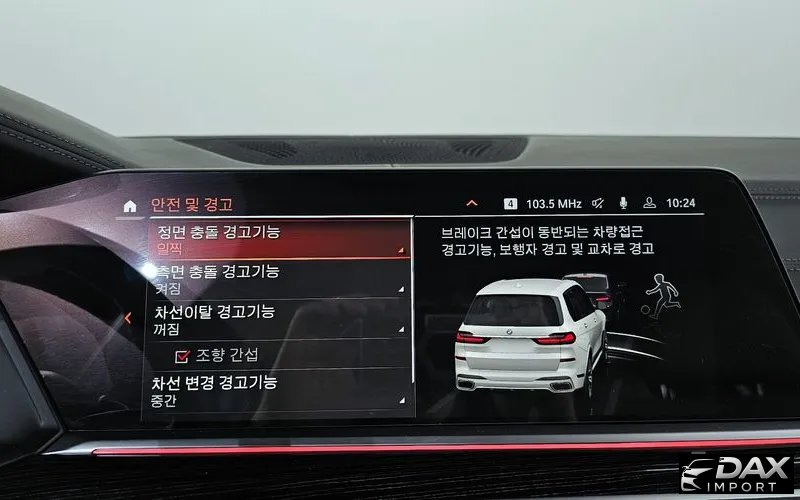 안전 및 경고
4 103.5 MHz 10:24
정면 충돌 경고기능
일찍
측면 충돌 경고기능
켜짐
차선이탈 경고기능
꺼짐
조향 간섭
차선 변경 경고기능
중간
브레이크 간섭이 동반되는 차량접근
경고기능, 보행자 경고 및 교차로 경고
DAX
IMPORT